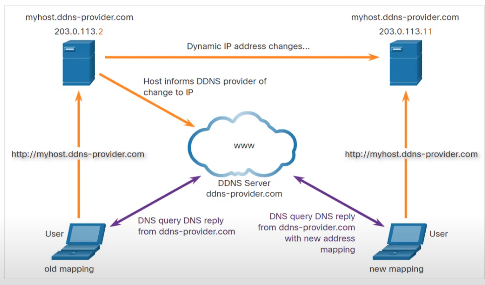 myhost.ddns-provider.com
203.0.113.2
myhost.ddns-provider.com
203.0.113.11
Dynamic IP address changes...
Host informs DDNS provider of
change to IP
www
http://myhost.ddns-provider.com
http://myhost.ddns-provider.com
DDNS Server
ddns-provider.com
User
DNS query DNS reply
from ddns-provider.com
DNS query DNS reply
from ddns-provider.com
with new address
mapping
User
old mapping
new mapping